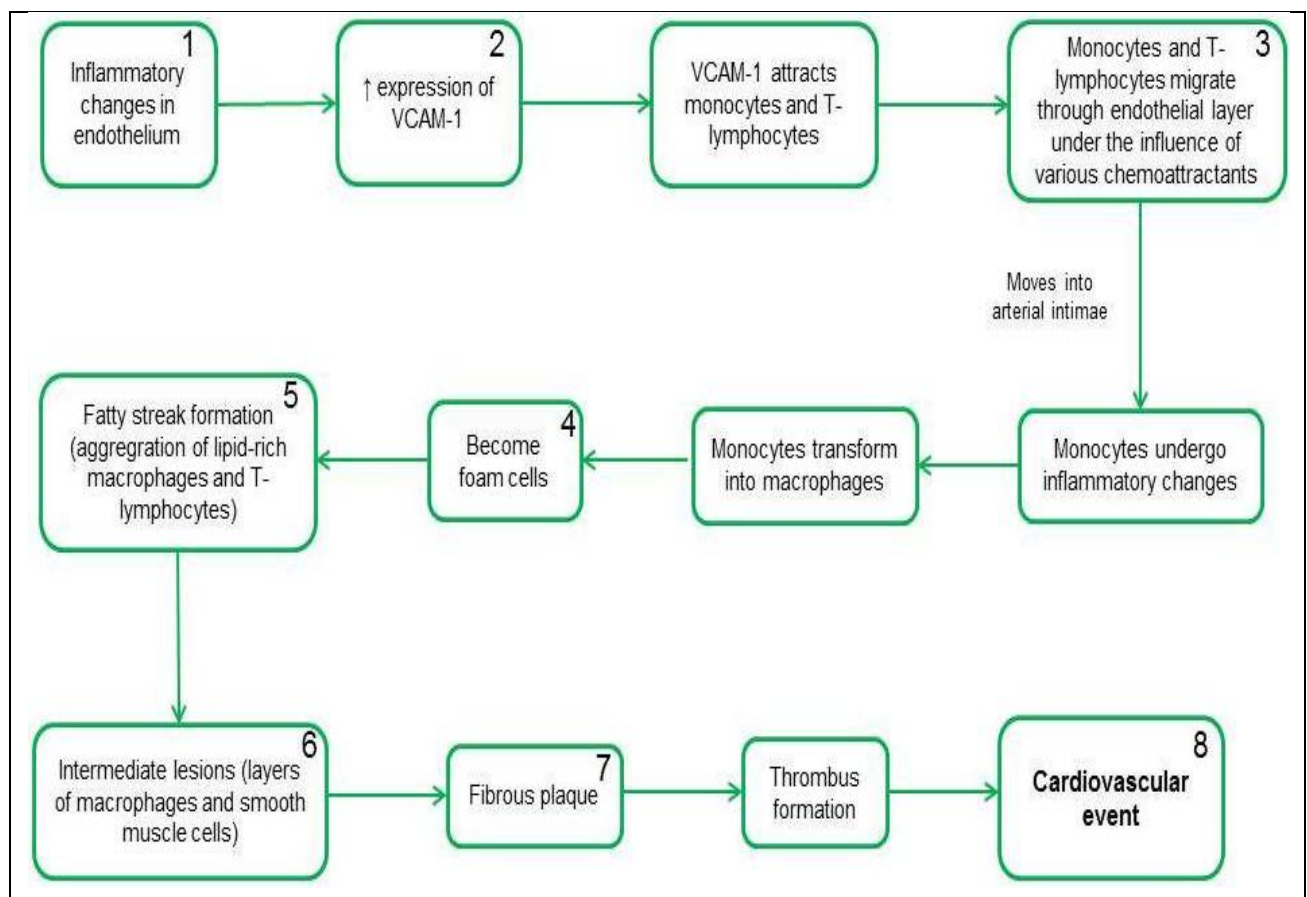 1
Inflammatory
changes in
endothelium
2
↑ expression of
VCAM-1
VCAM-1 attracts
monocytes and T-
lymphocytes
3
Monocytes and T-
lymphocytes migrate
through endothelial layer
under the influence of
various chemoattractants
Moves into
arterial intimae
Monocytes undergo
inflammatory changes
Monocytes transform
into macrophages
4
Become
foam cells
5
Fatty streak formation
(aggregration of lipid-rich
macrophages and T-
lymphocytes)
6
Intermediate lesions (layers
of macrophages and smooth
muscle cells)
7
Fibrous plaque
Thrombus
formation
8
Cardiovascular
event